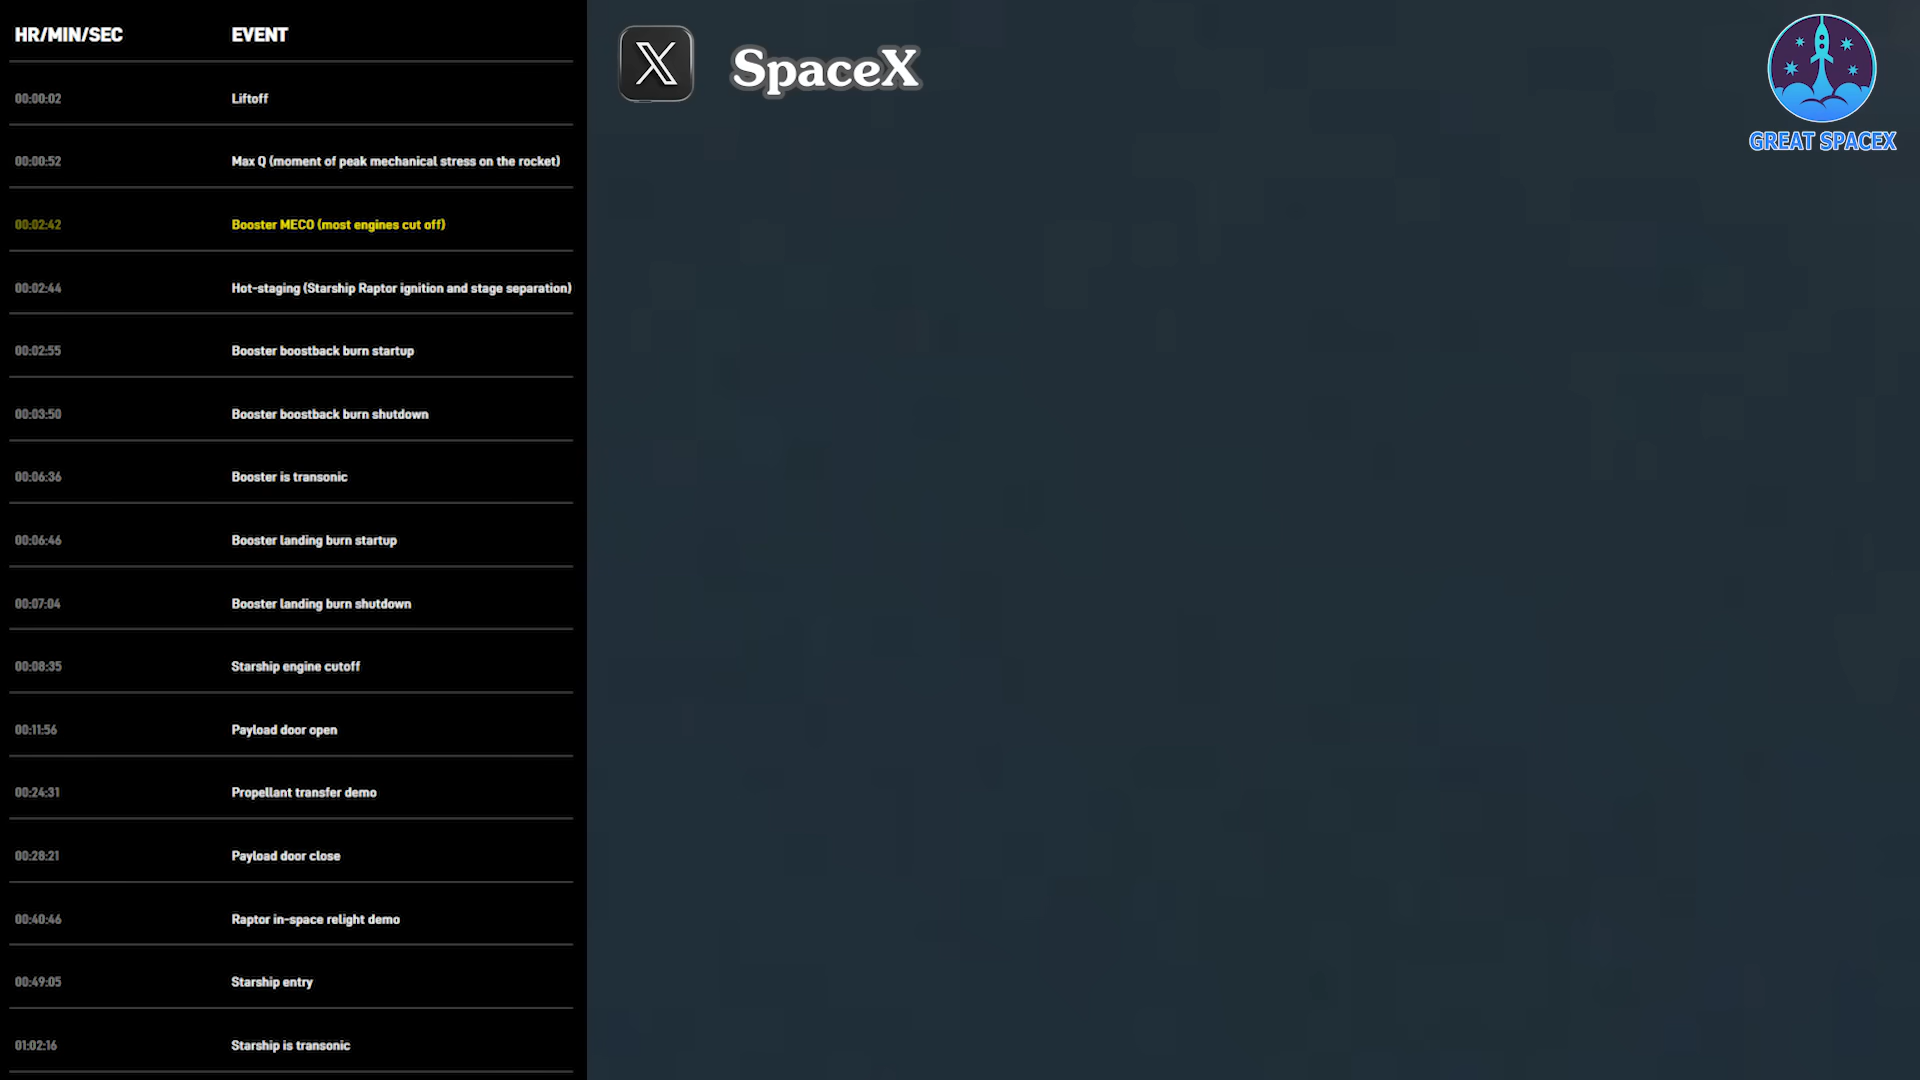 HR/MIN/SEC EVENT
00:00:02 Liftoff
00:00:52 Max Q (moment of peak mechanical stress on the rocket)
00:02:42 Booster MECO (most engines cut off)
00:02:44 Hot-staging (Starship Raptor ignition and stage separation)
00:02:55 Booster boostback burn startup
00:03:50 Booster boostback burn shutdown
00:06:36 Booster is transonic
00:06:46 Booster landing burn startup
00:07:04 Booster landing burn shutdown
00:08:35 Starship engine cutoff
00:11:56 Payload door open
00:24:31 Propellant transfer demo
00:28:21 Payload door close
00:40:46 Raptor in-space relight demo
00:49:05 Starship entry
01:02:16 Starship is transonic
X SpaceX
GREAT SPACEX